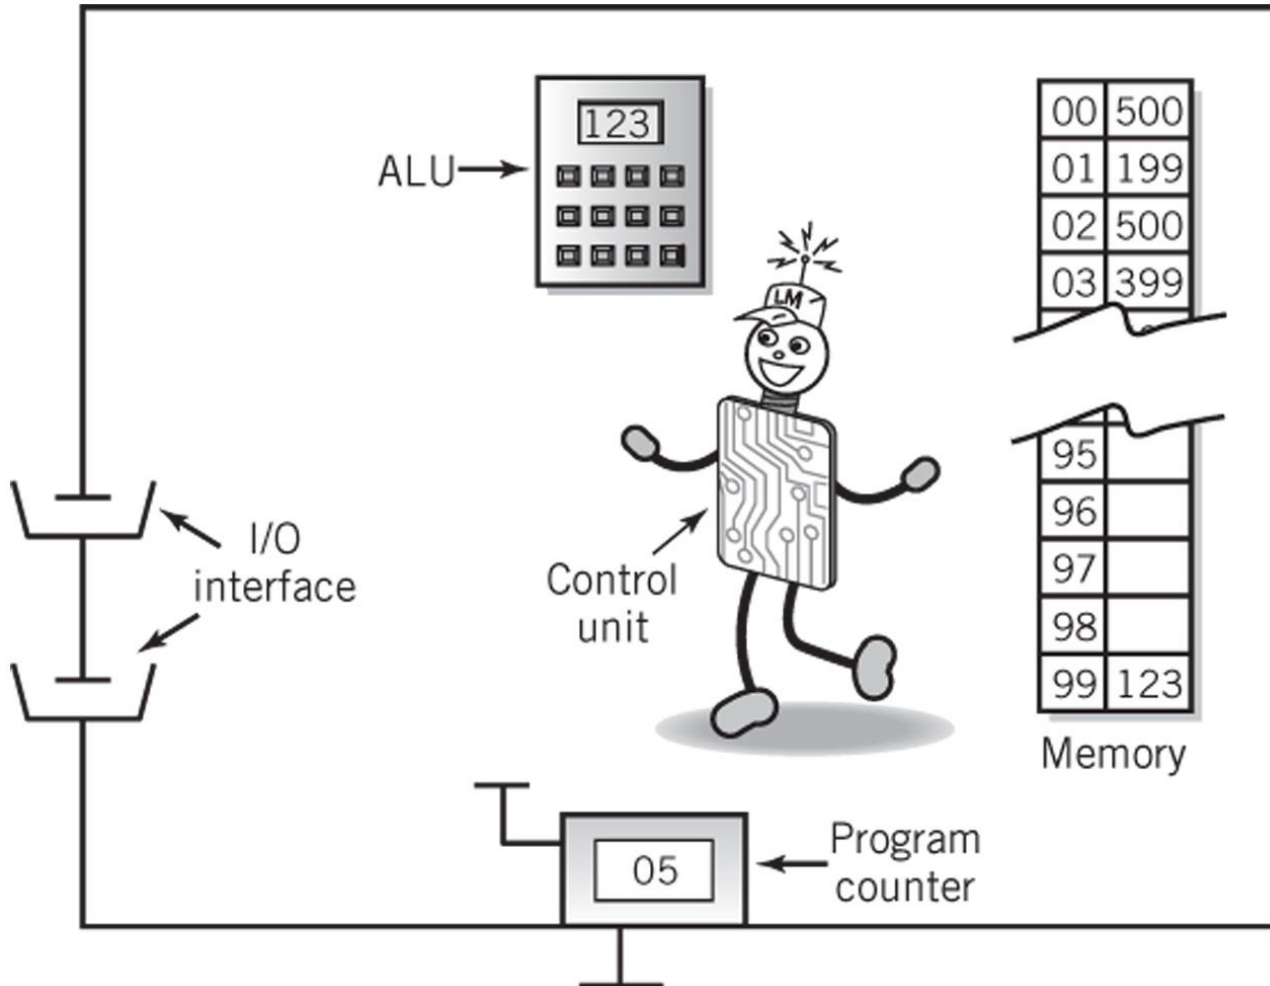 123
ALU
LM
I/O
interface
Control
unit
00 500
01 199
02 500
03 399
95
96
97
98
99 123
Memory
05
Program
counter